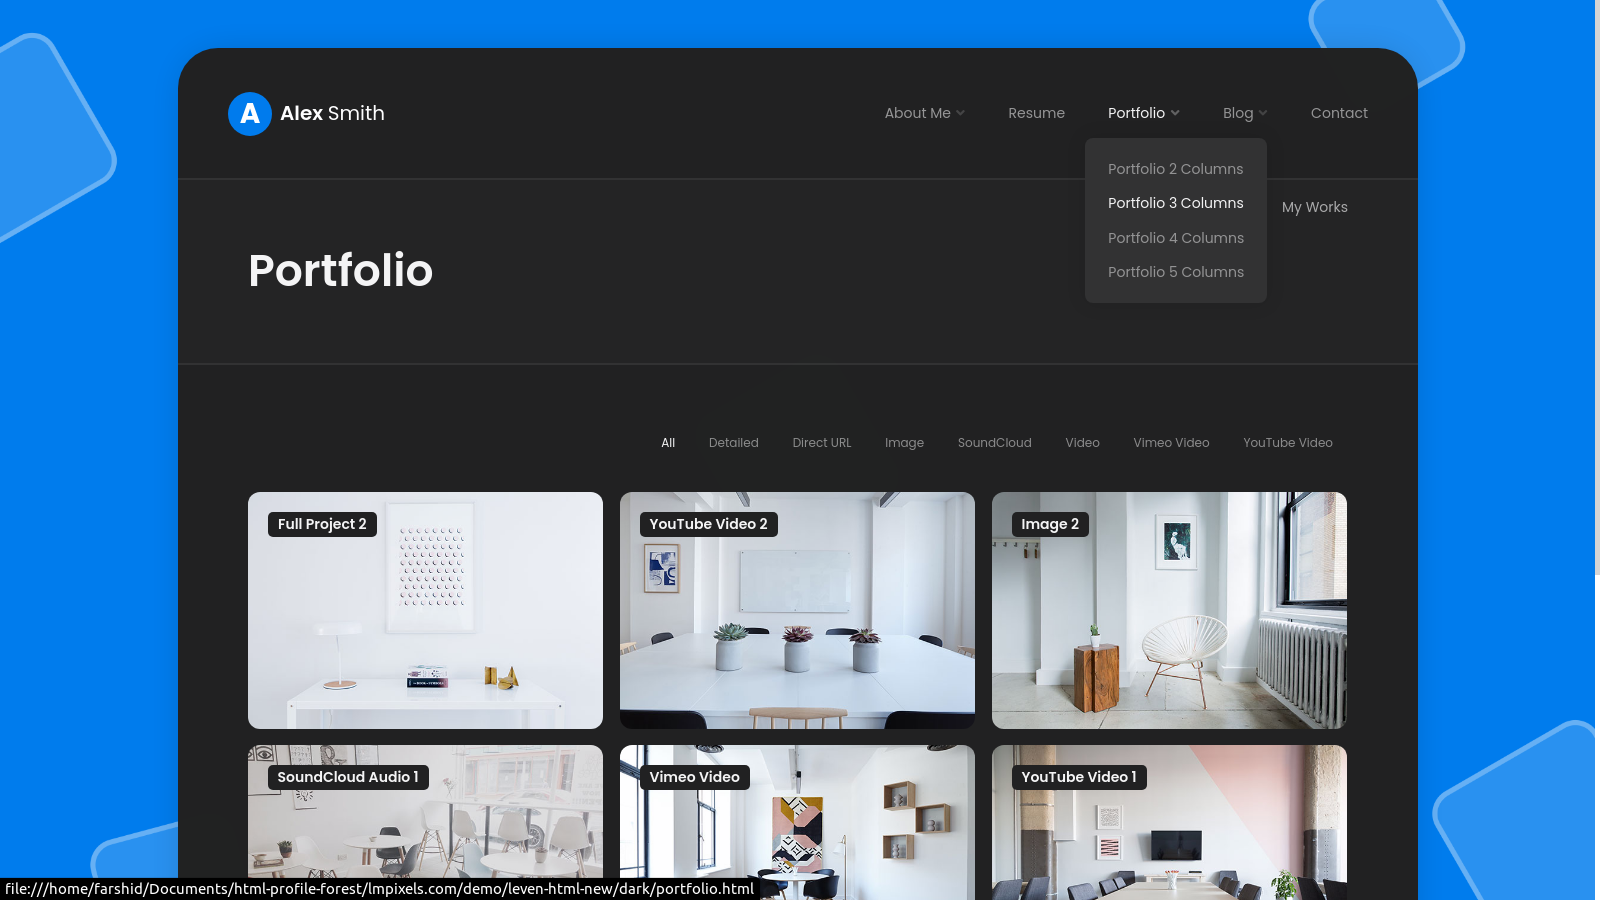 A Alex Smith
About Me
Resume
Portfolio
Blog
Contact
Portfolio 2 Columns
Portfolio 3 Columns
Portfolio 4 Columns
Portfolio 5 Columns
My Works
Portfolio
All
Detailed
Direct URL
Image
SoundCloud
Video
Vimeo Video
YouTube Video
Full Project 2
YouTube Video 2
Image 2
SoundCloud Audio 1
Vimeo Video
YouTube Video 1
file:///home/farshid/Documents/html-profile-forest/lmpixels.com/demo/leven-html-new/dark/portfolio.html